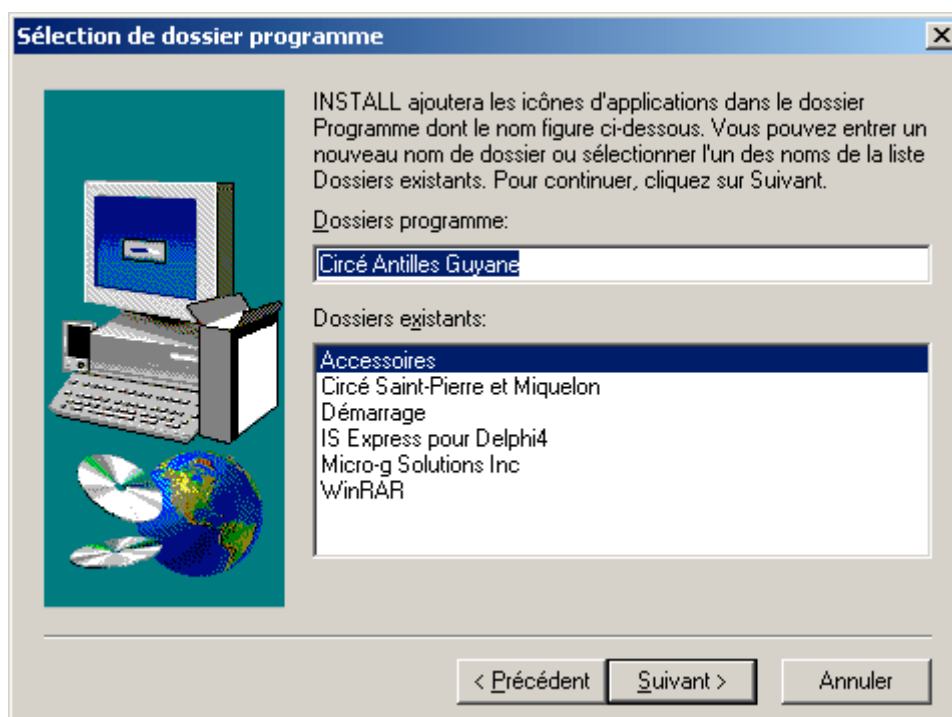 Sélection de dossier programme
INSTALL ajoutera les icônes d'applications dans le dossier
Programme dont le nom figure ci-dessous. Vous pouvez entrer un
nouveau nom de dossier ou sélectionner l'un des noms de la liste
Dossiers existants. Pour continuer, cliquez sur Suivant.
Dossiers programme:
Circé Antilles Guyane
Dossiers existants:
Accessoires
Circé Saint-Pierre et Miquelon
Démarrage
IS Express pour Delphi4
Micro-g Solutions Inc
WinRAR
< Précédent
Suivant >
Annuler